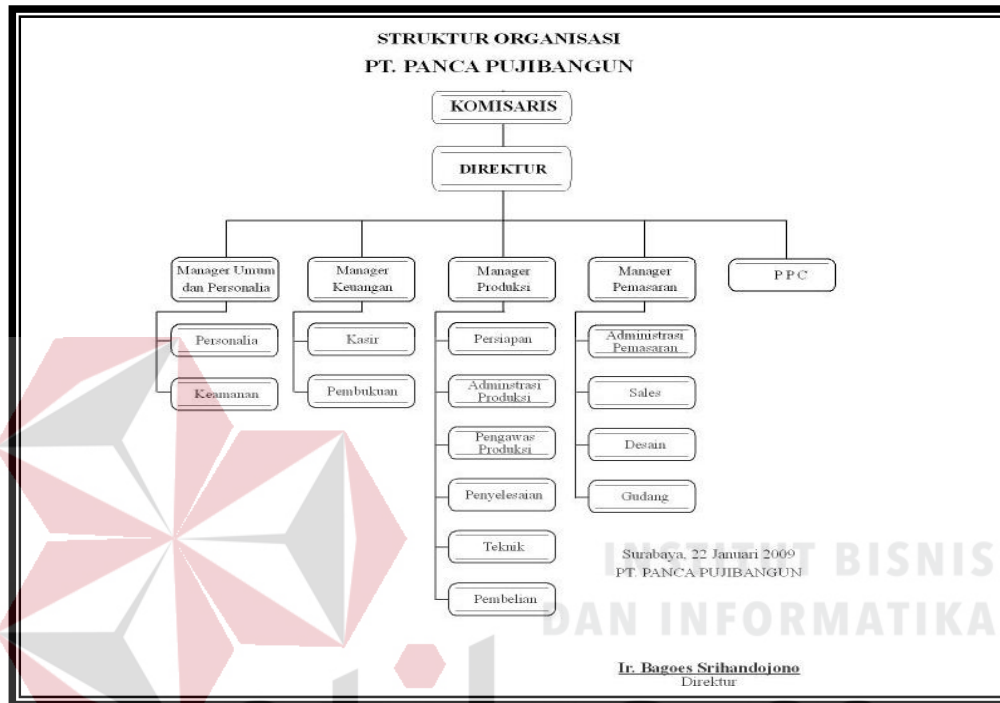 STRUKTUR ORGANISASI
PT. PANCA PUJIBANGUN
KOMISARIS
DIREKTUR
Manager Umum
dan Personalia
Personalia
Keamanan
Manager
Keuangan
Kasir
Pembukuan
Manager
Produksi
Persiapan
Adminstrasi
Produksi
Pengawas
Produksi
Penyelesaian
Teknik
Pembelian
Manager
Pemasaran
Administrasi
Pemasaran
Sales
Desain
Gudang
P P C
Surabaya, 22 Januari 2009
PT. PANCA PUJIBANGUN
Ir. Bagoes Srihandojono
Direktur
INSTITUT BISNIS
DAN INFORMATIKA